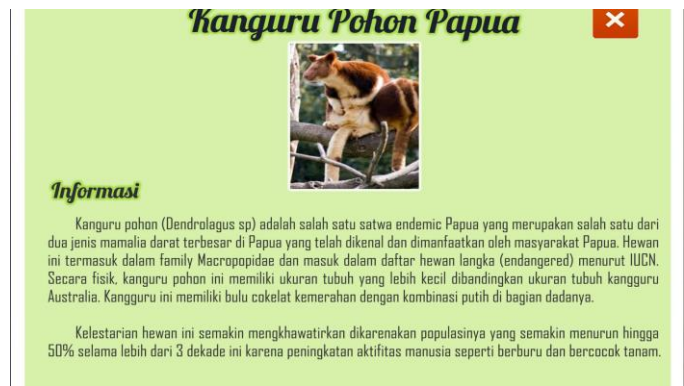 Kanguru Pohon Papua
Informasi
Kanguru pohon (Dendrolagus sp) adalah salah satu satwa endemic Papua yang merupakan salah satu dari
dua jenis mamalia darat terbesar di Papua yang telah dikenal dan dimanfaatkan oleh masyarakat Papua. Hewan
ini termasuk dalam family Macropopidae dan masuk dalam daftar hewan langka (endangered) menurut IUCN.
Secara fisik, kanguru pohon ini memiliki ukuran tubuh yang lebih kecil dibandingkan ukuran tubuh kangguru
Australia. Kangguru ini memiliki bulu cokelat kemerahan dengan kombinasi putih di bagian dadanya.
Kelestarian hewan ini semakin mengkhawatirkan dikarenakan populasinya yang semakin menurun hingga
50% selama lebih dari 3 dekade ini karena peningkatan aktifitas manusia seperti berburu dan bercocok tanam.